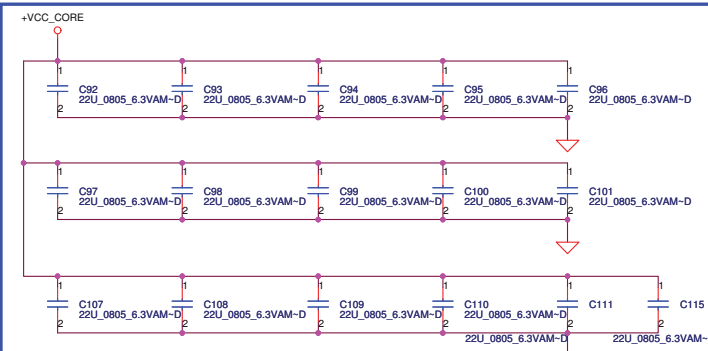 +VCC_CORE
1 1 1 1 1
C92 C93 C94 C95 C96
22U_0805_6.3VAM~D 22U_0805_6.3VAM~D 22U_0805_6.3VAM~D 22U_0805_6.3VAM~D 22U_0805_6.3VAM~D
2 2 2 2 2
1 1 1 1 1
C97 C98 C99 C100 C101
22U_0805_6.3VAM~D 22U_0805_6.3VAM~D 22U_0805_6.3VAM~D 22U_0805_6.3VAM~D 22U_0805_6.3VAM~D
2 2 2 2 2
1 1 1 1 1 1
C107 C108 C109 C110 C111 C115
22U_0805_6.3VAM~D 22U_0805_6.3VAM~D 22U_0805_6.3VAM~D 22U_0805_6.3VAM~D
2 2 2 2 2 2
22U_0805_6.3VAM~D 22U_0805_6.3VAM~